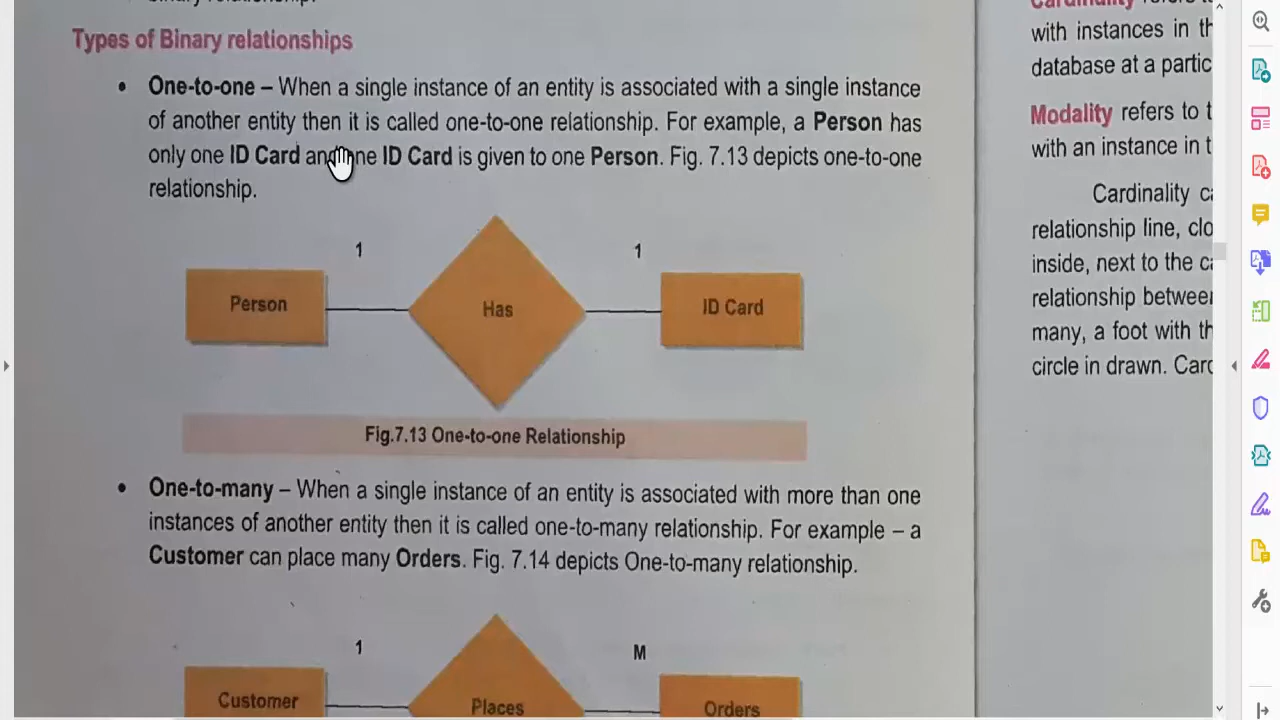 binary relationship.
Types of Binary relationships
• One-to-one – When a single instance of an entity is associated with a single instance
of another entity then it is called one-to-one relationship. For example, a Person has
only one ID Card and one ID Card is given to one Person. Fig. 7.13 depicts one-to-one
relationship.
1 1
Person Has ID Card
Fig.7.13 One-to-one Relationship
• One-to-many – When a single instance of an entity is associated with more than one
instances of another entity then it is called one-to-many relationship. For example – a
Customer can place many Orders. Fig. 7.14 depicts One-to-many relationship.
1 M
Customer Places Orders
Cardinality refers
with instances in
database at a partic
Modality refers to
with an instance in
Cardinality
relationship line, clo
inside, next to the
relationship between
many, a foot with
circle in drawn. Card